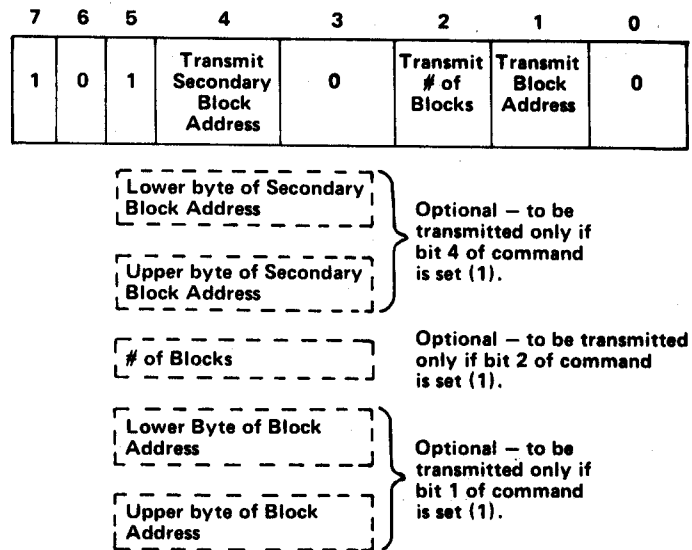 7 6 5 4 3 2 1 0
1 0 1 Transmit Secondary Block Address 0 Transmit # of Blocks Transmit Block Address 0
Lower byte of Secondary
Block Address
Optional — to be
transmitted only if
bit 4 of command
is set (1).
Upper byte of Secondary
Block Address
# of Blocks
Optional — to be transmitted
only if bit 2 of command
is set (1).
Lower Byte of Block
Address
Optional — to be
transmitted only if
bit 1 of command
is set (1).
Upper byte of Block
Address